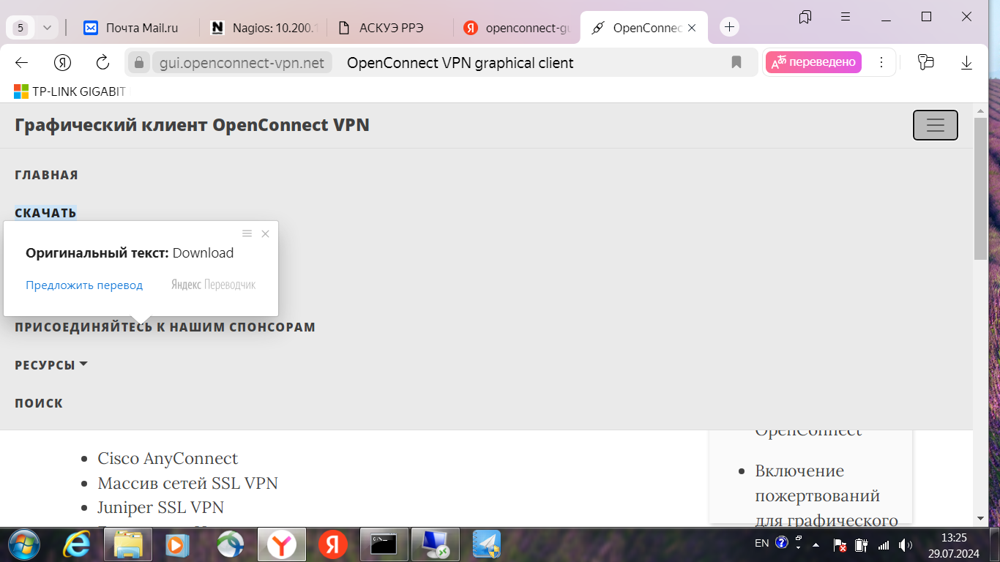 5
Почта Mail.ru
Nagios: 10.200.1
АСКУЭ РРЭ
openconnect-gu
OpenConnec
gui.openconnect-vpn.net
OpenConnect VPN graphical client
переведено
TP-LINK GIGABIT
Графический клиент OpenConnect VPN
ГЛАВНАЯ
СКАЧАТЬ
Оригинальный текст: Download
Предложить перевод
Яндекс Переводчик
ПРИСОЕДИНЯЙТЕСЬ К НАШИМ СПОНСОРАМ
РЕСУРСЫ
ПОИСК
Cisco AnyConnect
Массив сетей SSL VPN
Juniper SSL VPN
OpenConnect
Включение
пожертвований
для графического
EN
13:25
29.07.2024